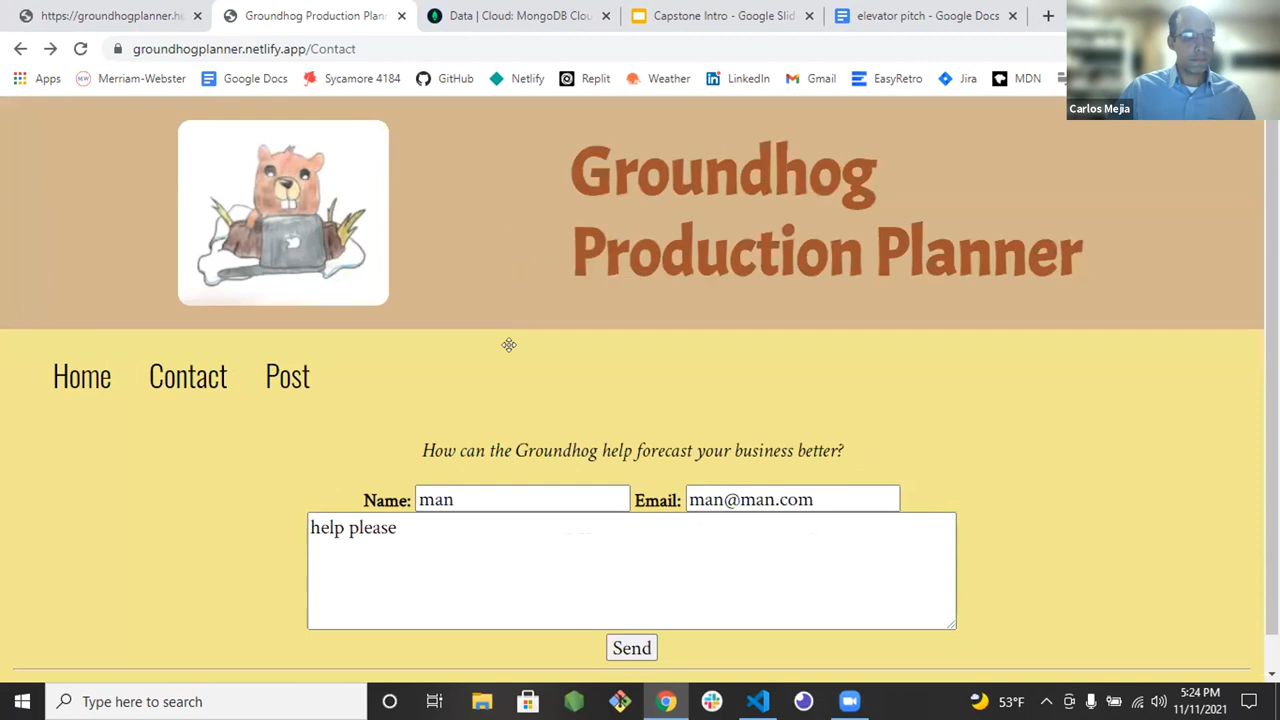 https://groundhogplanner.he
Groundhog Production Plann
Data | Cloud: MongoDB Clou
Capstone Intro - Google Slid
elevator pitch - Google Docs
groundhogplanner.netlify.app/Contact
Apps
Merriam-Webster
Google Docs
Sycamore 4184
GitHub
Netlify
Replit
Weather
LinkedIn
Gmail
EasyRetro
Jira
MDN
Carlos Mejia
Groundhog
Production Planner
Home Contact Post
How can the Groundhog help forecast your business better?
Name: man Email: man@man.com
help please
Send
Type here to search
53°F
5:24 PM
11/11/2021